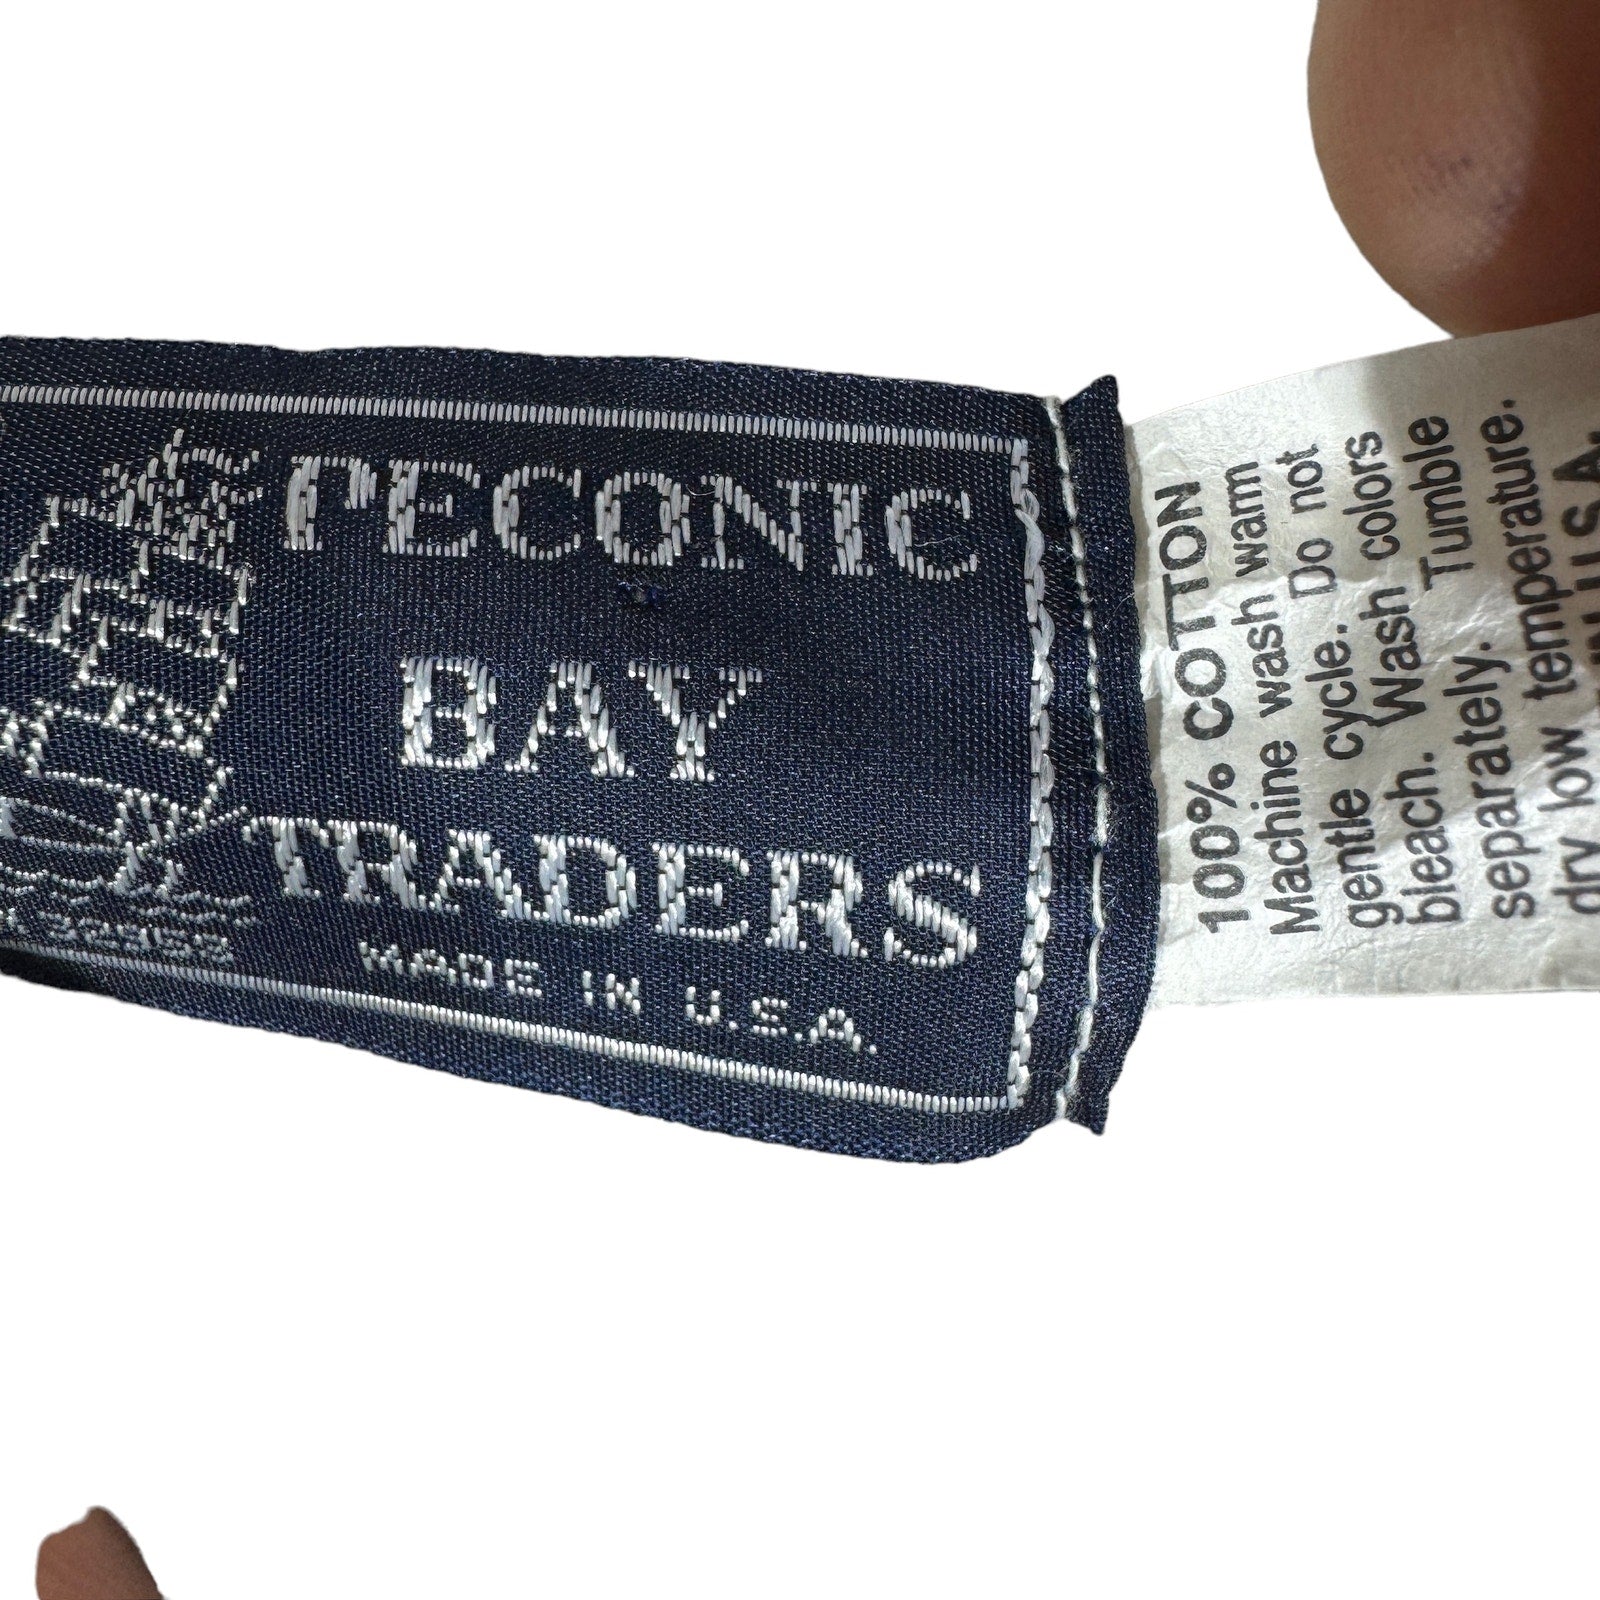 PECONIC
BAY
TRADERS
MADE IN U.S.A.
100% COTTON
Machine wash warm
gentle cycle. Do not
bleach. Wash colors
separately. Tumble
dry low temperature.
U.S.A.